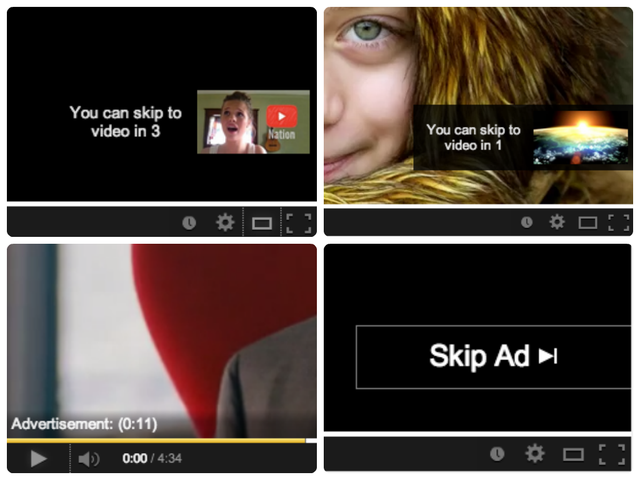 You can skip to
video in 3
Nation
You can skip to
video in 1
Advertisement: (0:11)
0:00 / 4:34
Skip Ad